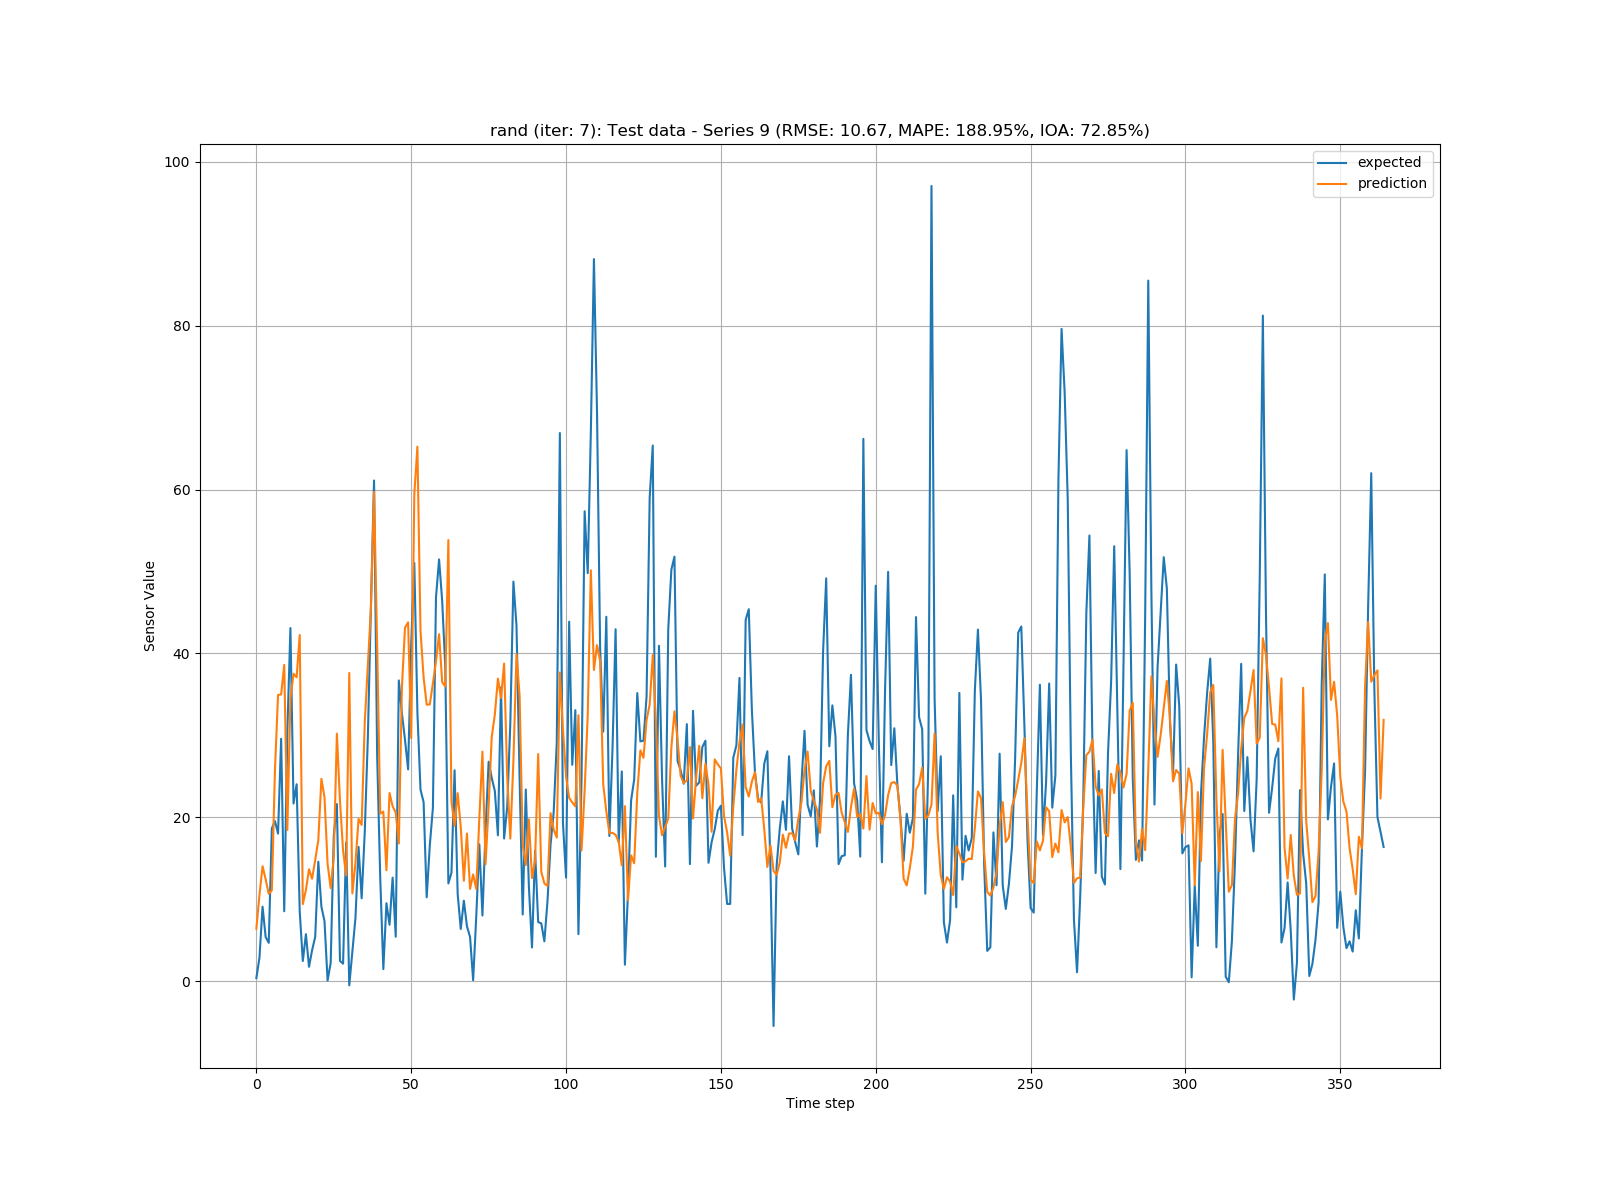 rand (iter: 7): Test data - Series 9 (RMSE: 10.67, MAPE: 188.95%, IOA: 72.85%)
expected
prediction
100
80
60
40
20
0
Sensor Value
0 50 100 150 200 250 300 350
Time step